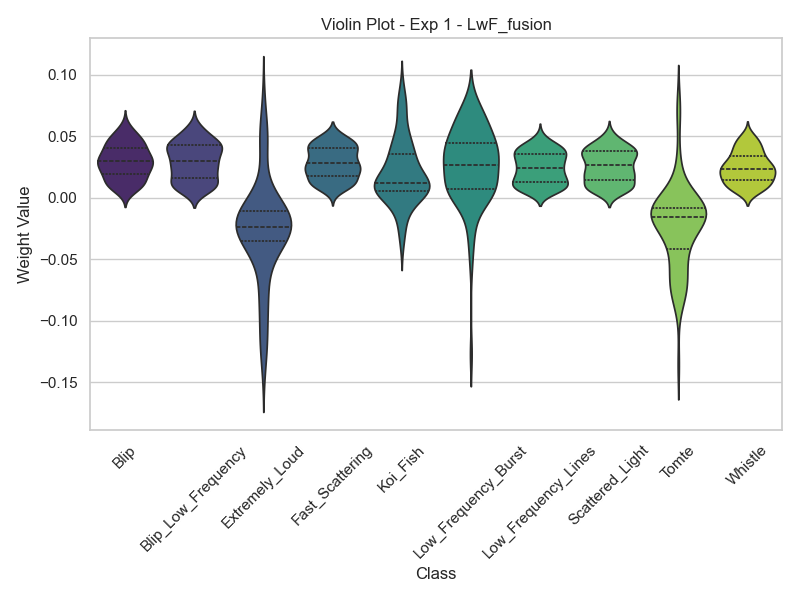 Violin Plot - Exp 1 - LwF_fusion
Weight Value
0.10
0.05
0.00
−0.05
−0.10
−0.15
Blip
Blip_Low_Frequency
Extremely_Loud
Fast_Scattering
Koi_Fish
Low_Frequency_Burst
Low_Frequency_Lines
Scattered_Light
Tomte
Whistle
Class